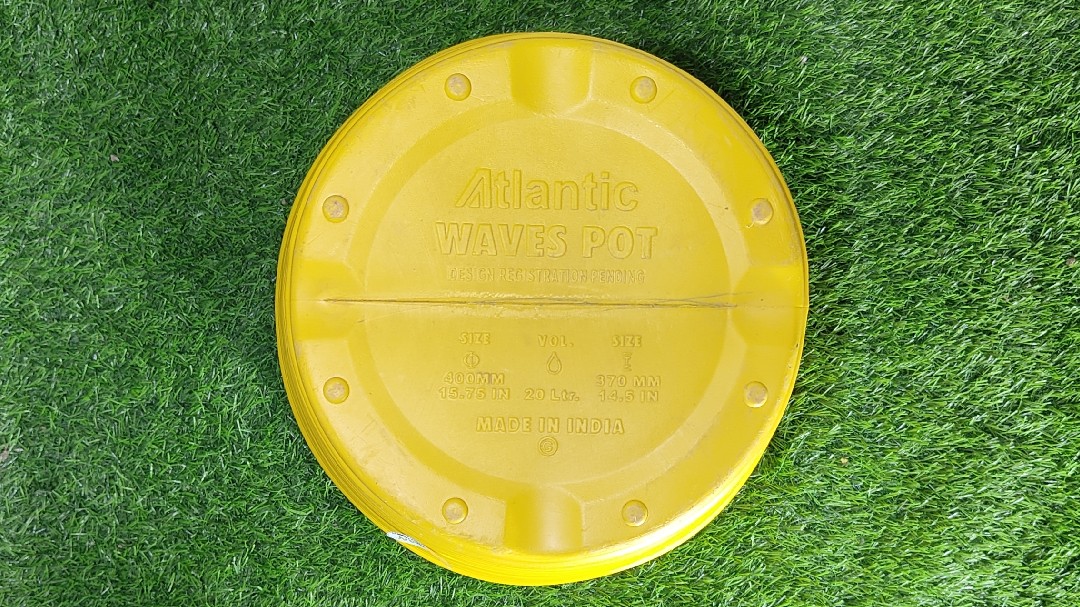 Atlantic
WAVES POT
DESIGN REGISTRATION PENDING
SIZE VOL. SIZE
400MM 370 MM
15.75 IN 20 Ltr. 14.5 IN
MADE IN INDIA